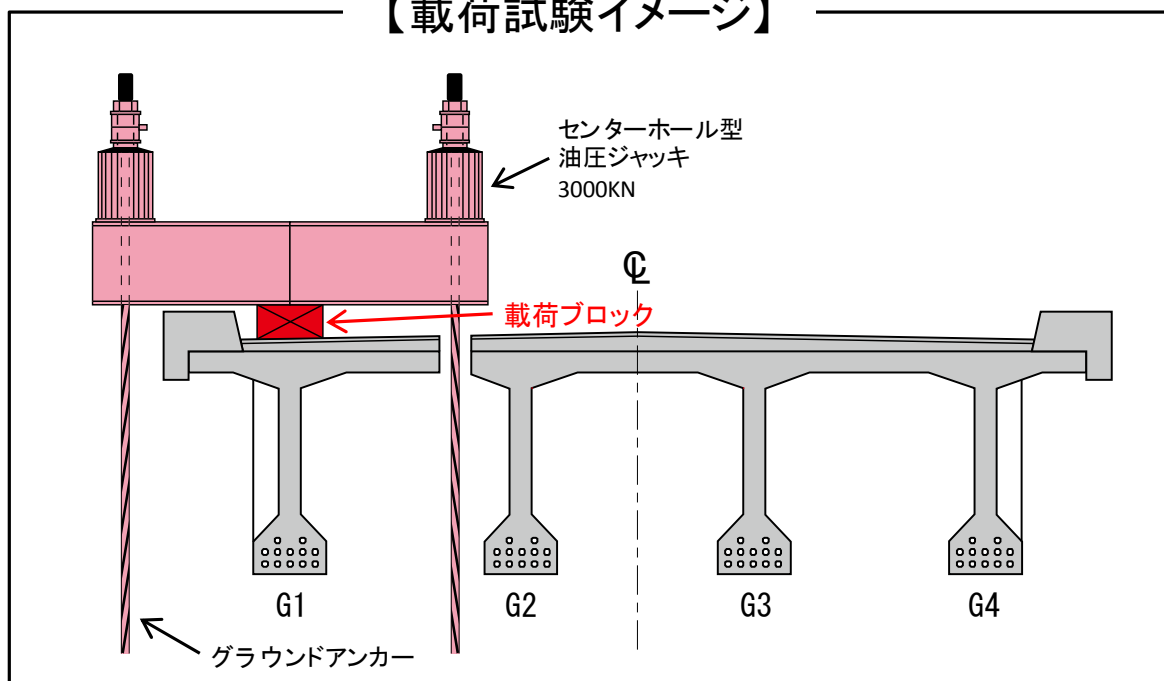 【載荷試験イメージ】
センターホール型
油圧ジャッキ
3000KN
℄
載荷ブロック
G1
G2
G3
G4
グラウンドアンカー